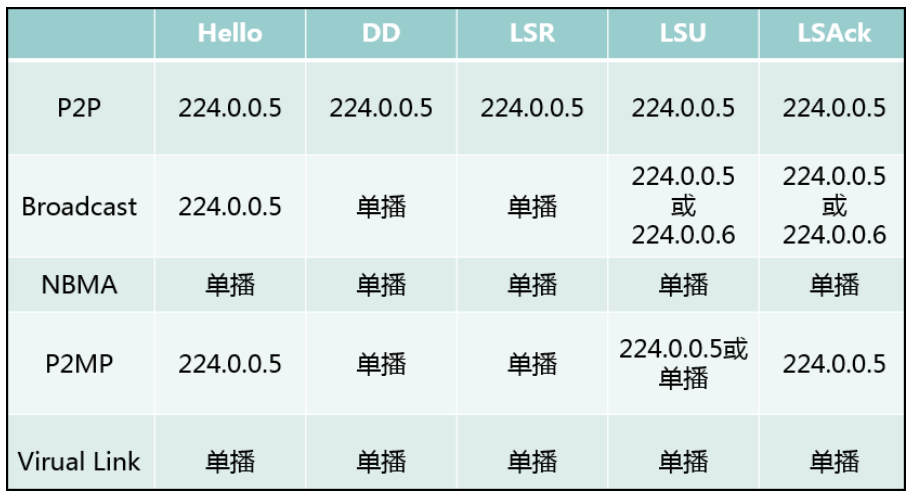 Hello DD LSR LSU LSAck
P2P 224.0.0.5 224.0.0.5 224.0.0.5 224.0.0.5 224.0.0.5
Broadcast 224.0.0.5 单播 单播 224.0.0.5 或 224.0.0.6 224.0.0.5 或 224.0.0.6
NBMA 单播 单播 单播 单播 单播
P2MP 224.0.0.5 单播 单播 224.0.0.5或 单播 224.0.0.5
Virual Link 单播 单播 单播 单播 单播